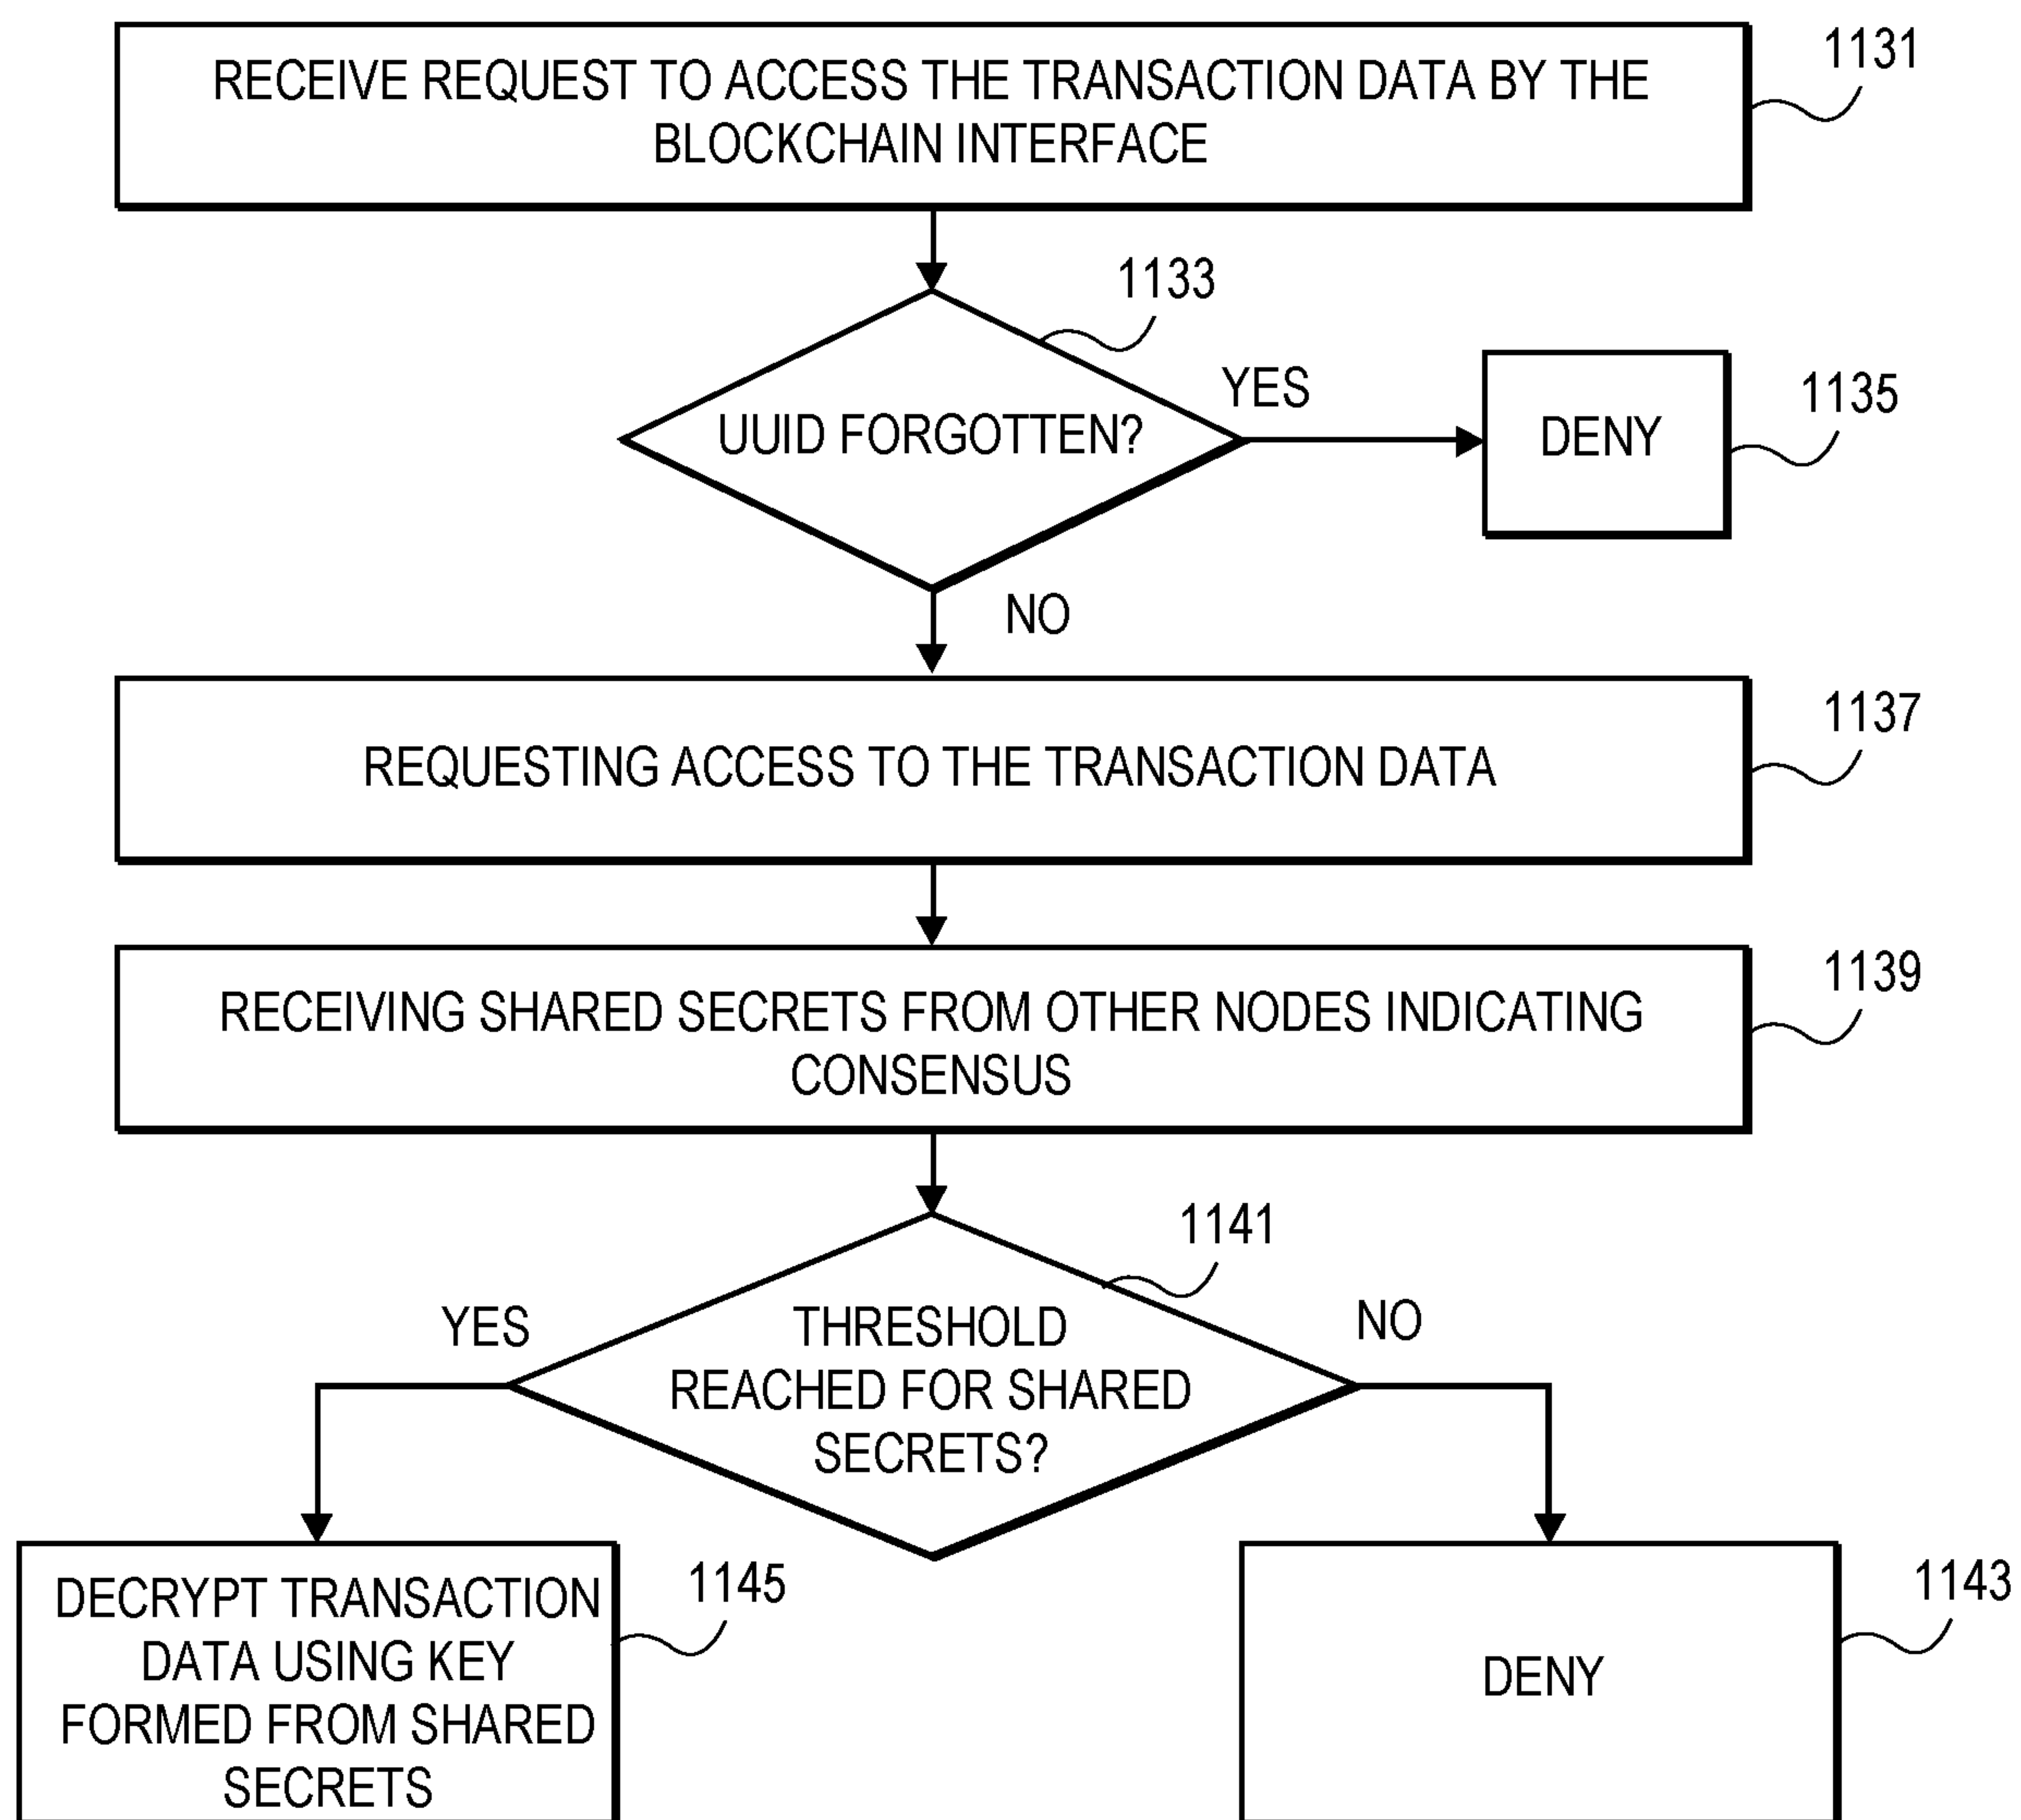 RECEIVE REQUEST TO ACCESS THE TRANSACTION DATA BY THE
BLOCKCHAIN INTERFACE
1131
1133
UUID FORGOTTEN?
YES
DENY
1135
NO
REQUESTING ACCESS TO THE TRANSACTION DATA
1137
RECEIVING SHARED SECRETS FROM OTHER NODES INDICATING
CONSENSUS
1139
1141
THRESHOLD
REACHED FOR SHARED
SECRETS?
YES
NO
DECRYPT TRANSACTION
DATA USING KEY
FORMED FROM SHARED
SECRETS
1145
DENY
1143